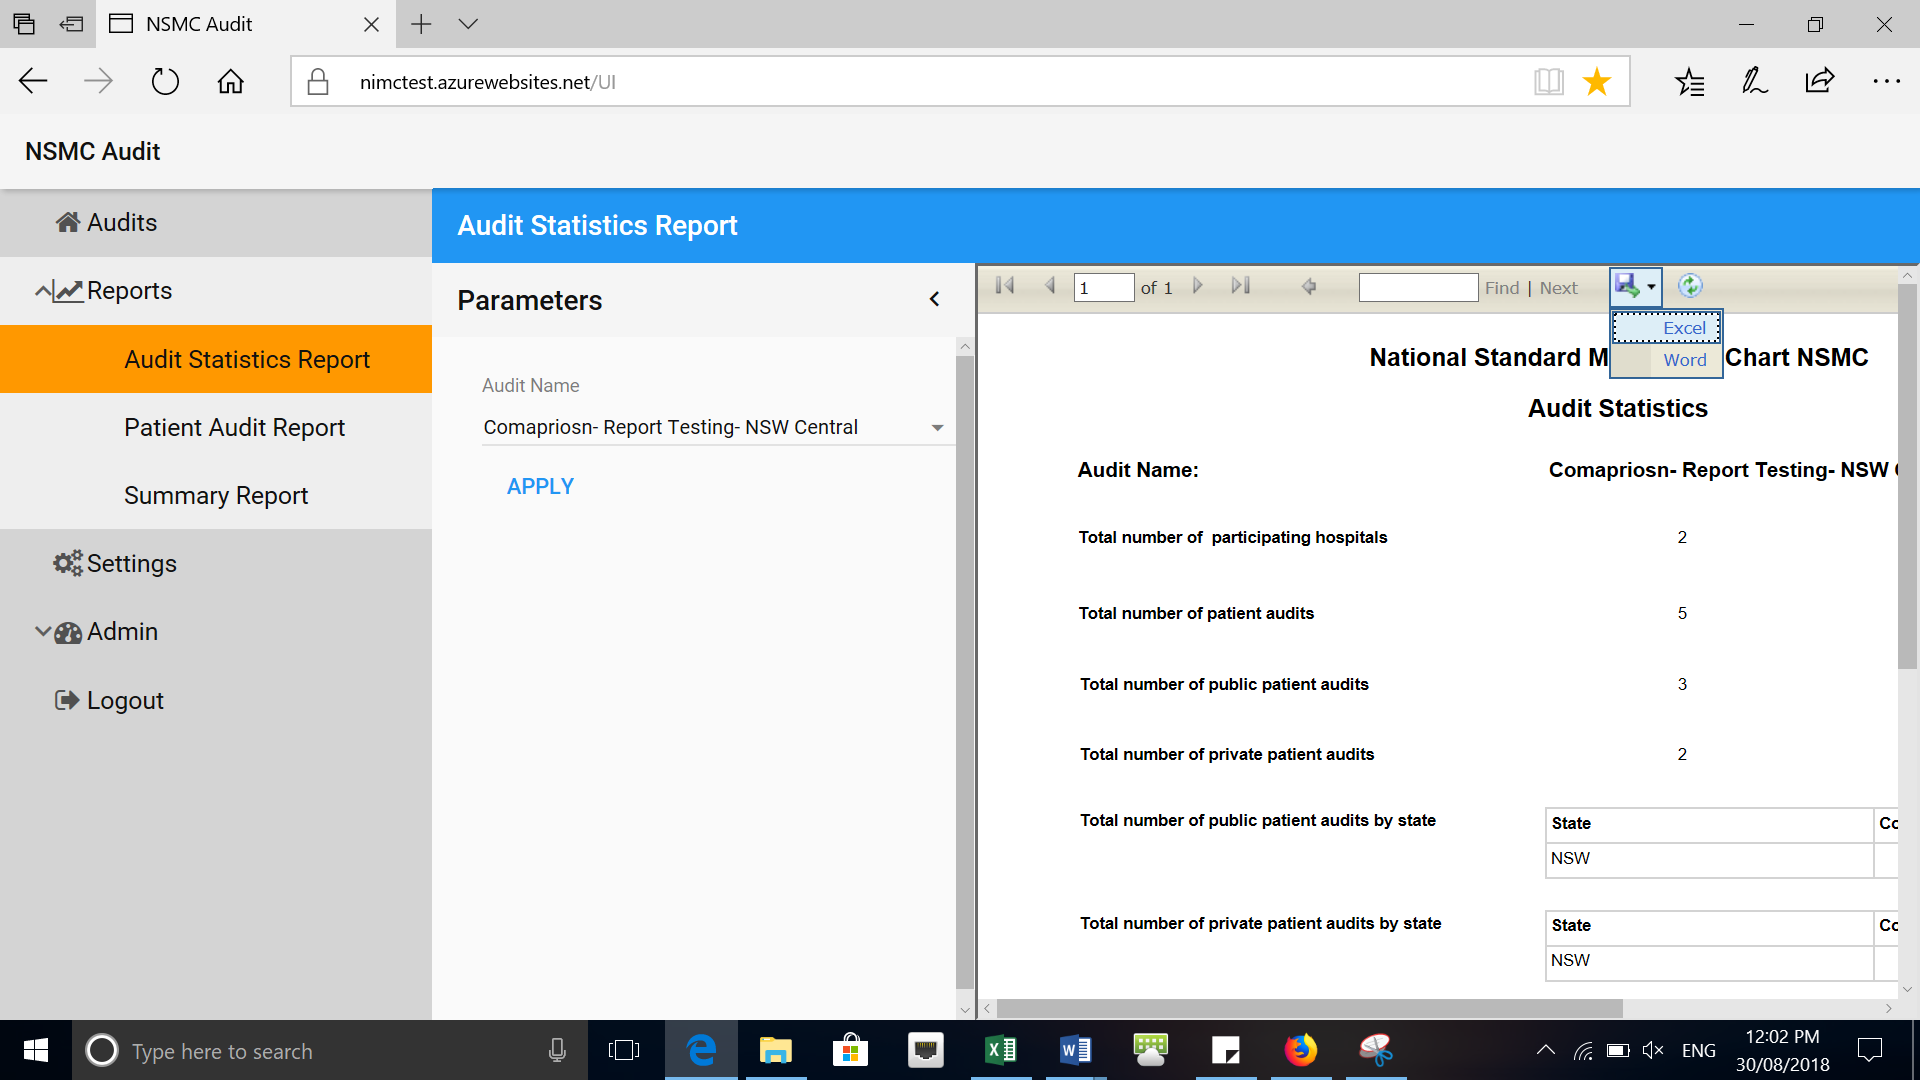 NSMC Audit
nimctest.azurewebsites.net/UI
NSMC Audit
Audits
Reports
Audit Statistics Report
Patient Audit Report
Summary Report
Settings
Admin
Logout
Audit Statistics Report
Parameters
Audit Name
Comapriosn- Report Testing- NSW Central
APPLY
1 of 1 Find | Next
Excel
Word
National Standard M Chart NSMC
Audit Statistics
Audit Name: Comapriosn- Report Testing- NSW
Total number of participating hospitals 2
Total number of patient audits 5
Total number of public patient audits 3
Total number of private patient audits 2
Total number of public patient audits by state
State Co
NSW
Total number of private patient audits by state
State Co
NSW
Type here to search
ENG
12:02 PM
30/08/2018